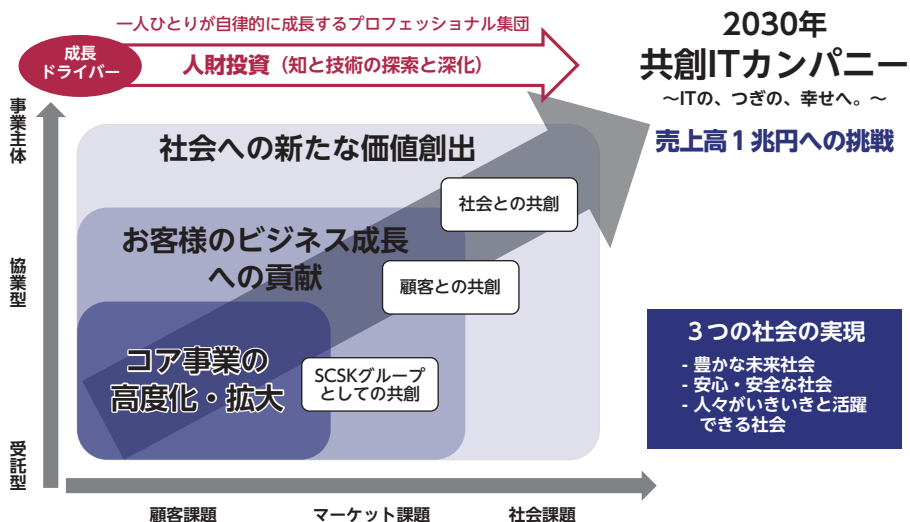 一人ひとりが自律的に成長するプロフェッショナル集団
成長
ドライバー
人財投資（知と技術の探索と深化）
2030年
共創ITカンパニー
～ITの、つぎの、幸せへ。～
売上高１兆円への挑戦
事業主体
協業型
受託型
社会への新たな価値創出
社会との共創
お客様のビジネス成長
への貢献
顧客との共創
コア事業の
高度化・拡大
SCSKグループ
としての共創
３つの社会の実現
- 豊かな未来社会
- 安心・安全な社会
- 人々がいきいきと活躍
できる社会
顧客課題
マーケット課題
社会課題